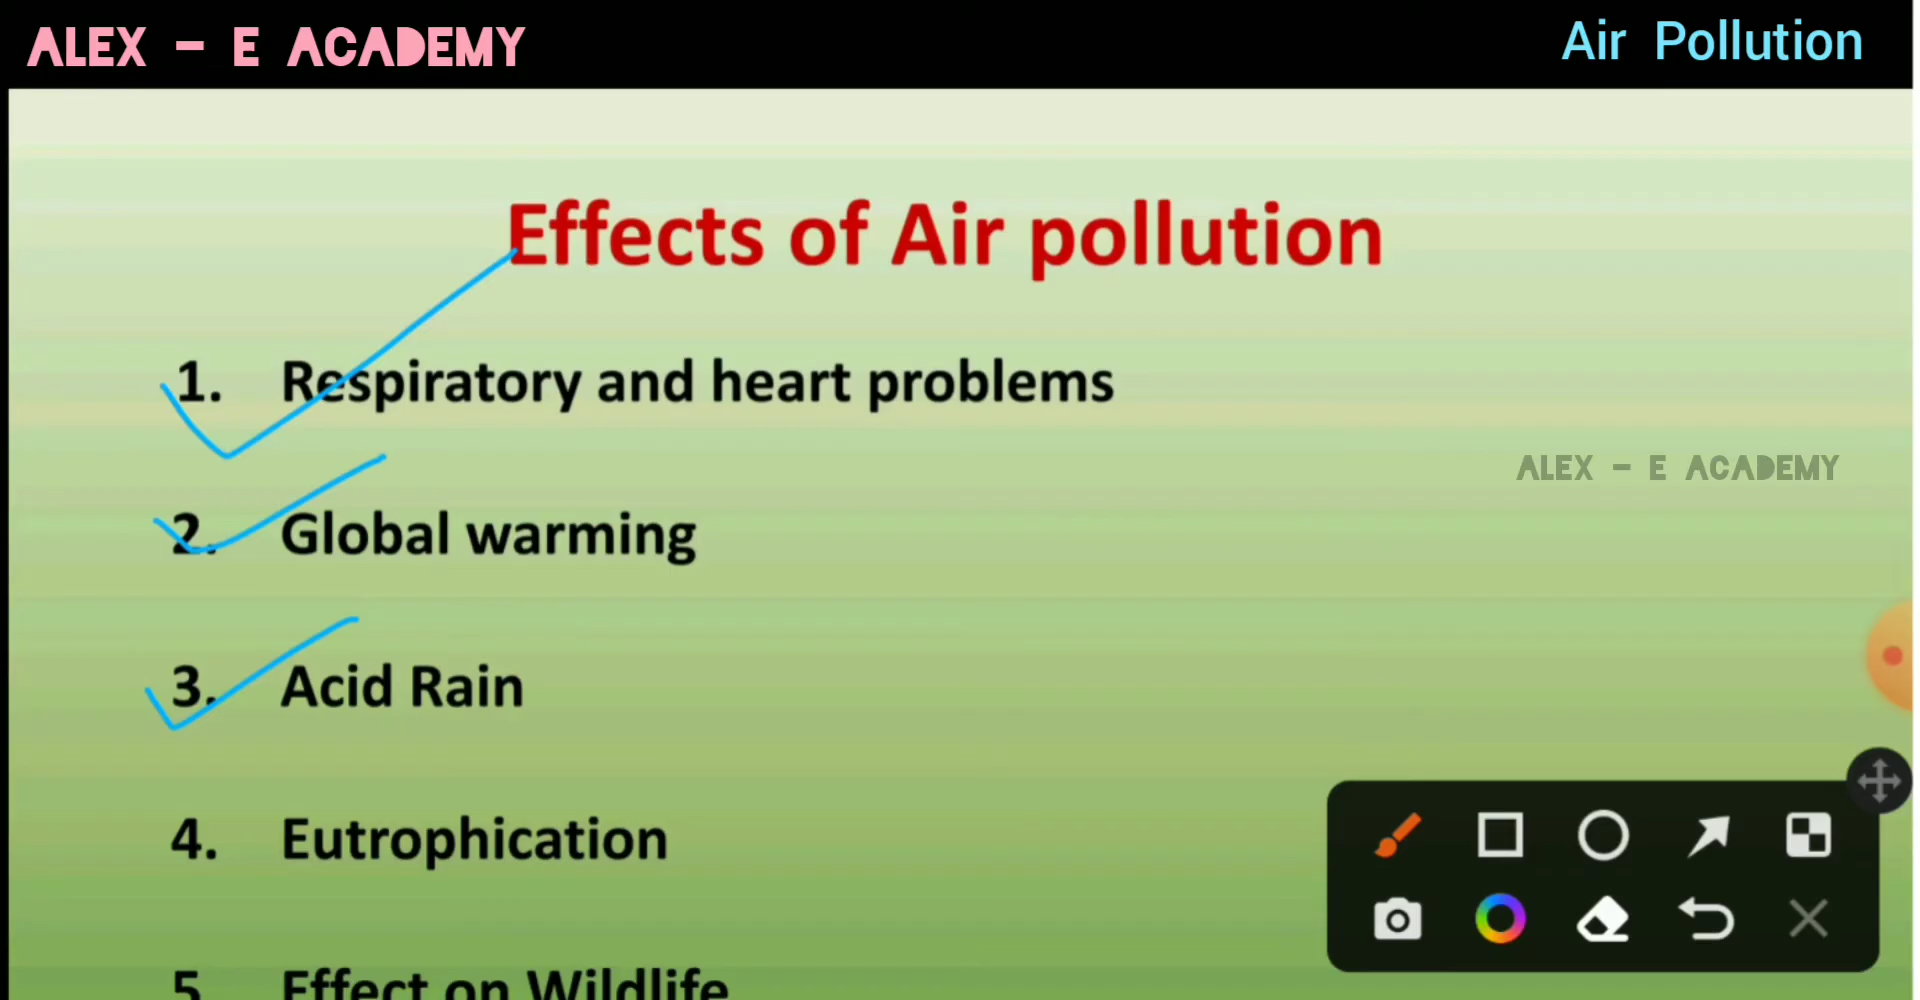 ALEX - E ACADEMY
Air Pollution
Effects of Air pollution
1. Respiratory and heart problems
ALEX - E ACADEMY
2. Global warming
3. Acid Rain
4. Eutrophication
5 Effect on Wildlife